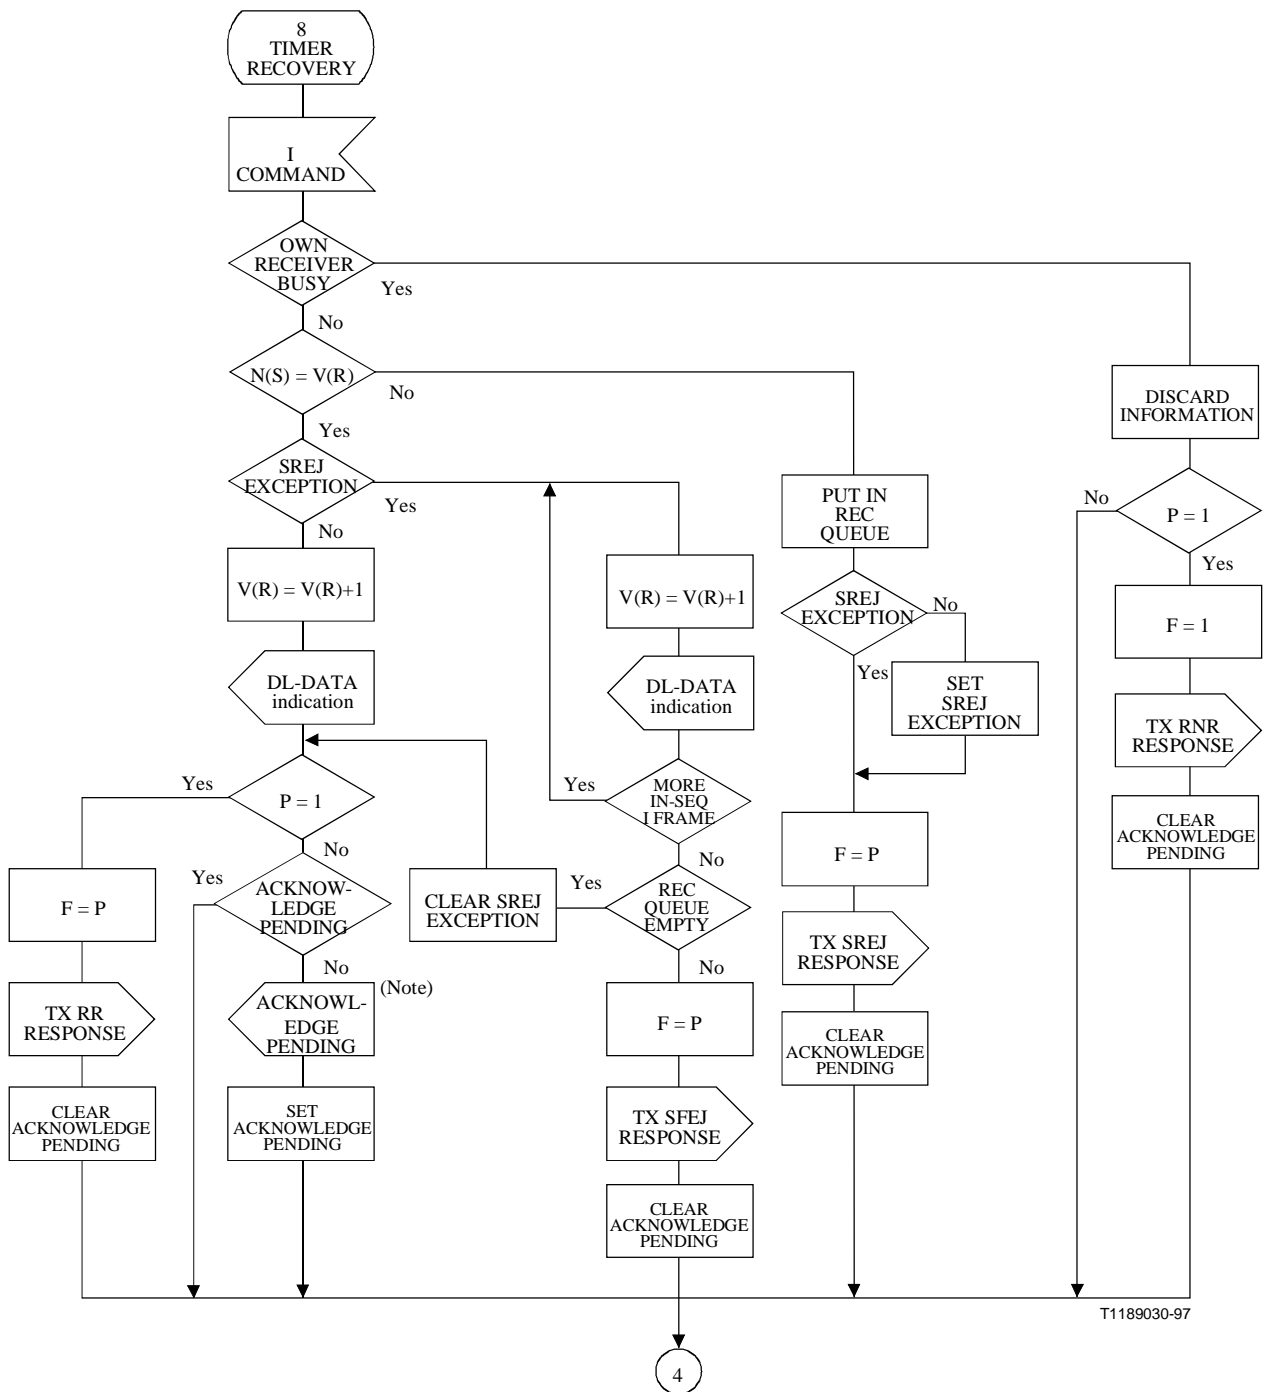 8
TIMER
RECOVERY
I
COMMAND
OWN
RECEIVER
BUSY
Yes
No
N(S) = V(R)
No
Yes
SREJ
EXCEPTION
Yes
No
V(R) = V(R)+1
DL-DATA
indication
Yes
P = 1
No
F = P
TX RR
RESPONSE
CLEAR
ACKNOWLEDGE
PENDING
Yes
ACKNOW-
LEDGE
PENDING
No
(Note)
ACKNOWL-
EDGE
PENDING
SET
ACKNOWLEDGE
PENDING
V(R) = V(R)+1
DL-DATA
indication
Yes
MORE
IN-SEQ
I FRAME
No
Yes
REC
QUEUE
EMPTY
CLEAR SREJ
EXCEPTION
No
F = P
TX SFEJ
RESPONSE
CLEAR
ACKNOWLEDGE
PENDING
PUT IN
REC
QUEUE
SREJ
EXCEPTION
No
Yes
SET
SREJ
EXCEPTION
F = P
TX SREJ
RESPONSE
CLEAR
ACKNOWLEDGE
PENDING
DISCARD
INFORMATION
No
P = 1
Yes
F = 1
TX RNR
RESPONSE
CLEAR
ACKNOWLEDGE
PENDING
T1189030-97
4